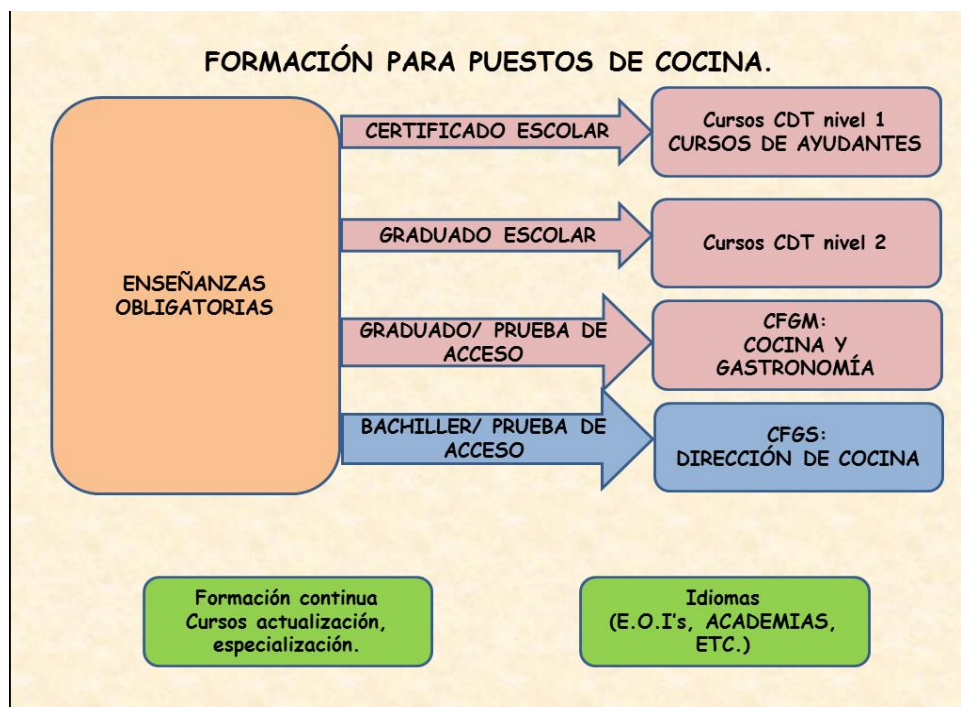 FORMACIÓN PARA PUESTOS DE COCINA.
ENSEÑANZAS
OBLIGATORIAS
CERTIFICADO ESCOLAR
Cursos CDT nivel 1
CURSOS DE AYUDANTES
GRADUADO ESCOLAR
Cursos CDT nivel 2
GRADUADO/ PRUEBA DE
ACCESO
CFGM:
COCINA Y
GASTRONOMÍA
BACHILLER/ PRUEBA DE
ACCESO
CFGS:
DIRECCIÓN DE COCINA
Formación continua
Cursos actualización,
especialización.
Idiomas
(E.O.I's, ACADEMIAS,
ETC.)